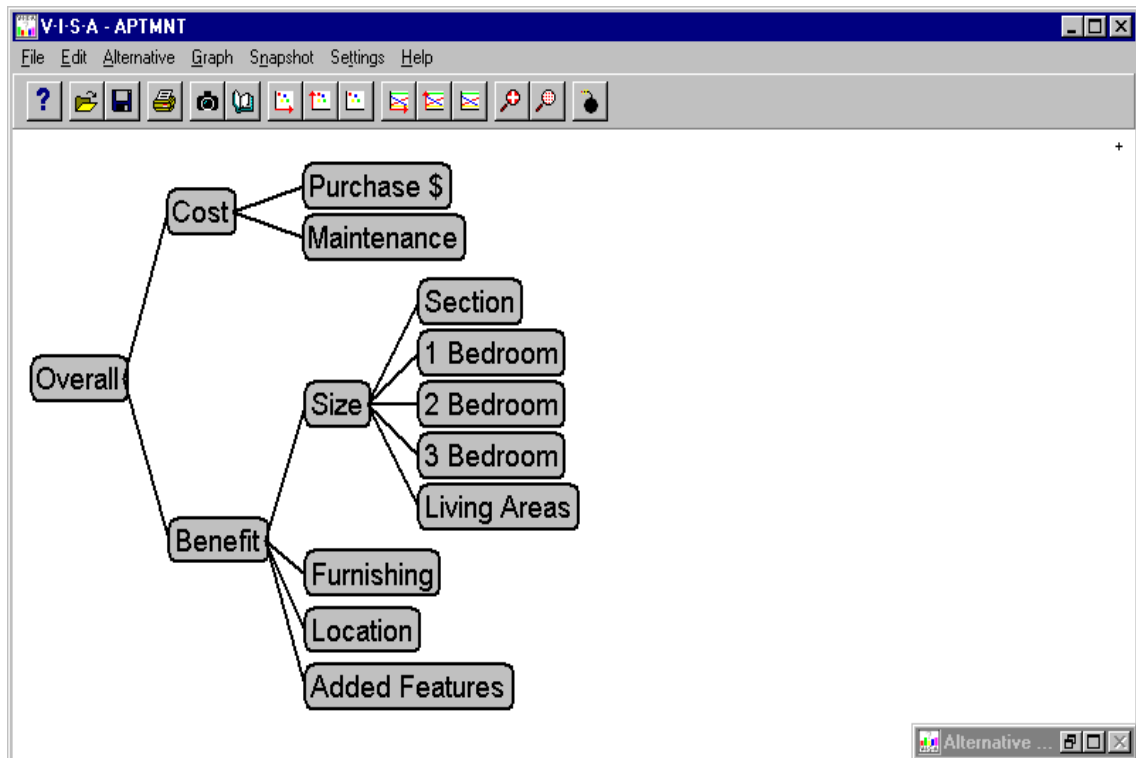 V·I·S·A - APTMNT
File Edit Alternative Graph Snapshot Settings Help
?
Purchase $
Cost
Maintenance
Section
1 Bedroom
Overall
Size
2 Bedroom
3 Bedroom
Living Areas
Benefit
Furnishing
Location
Added Features
Alternative ...